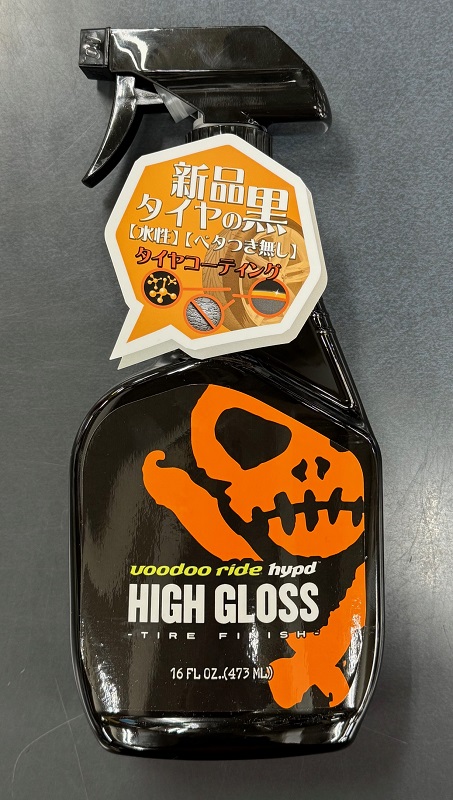 新品
タイヤの黒
【水性】【ベタつき無し】
タイヤコーティング
voodoo ride hypd
HIGH GLOSS
-TIRE FINISH-
16 FL OZ..(473 ML)